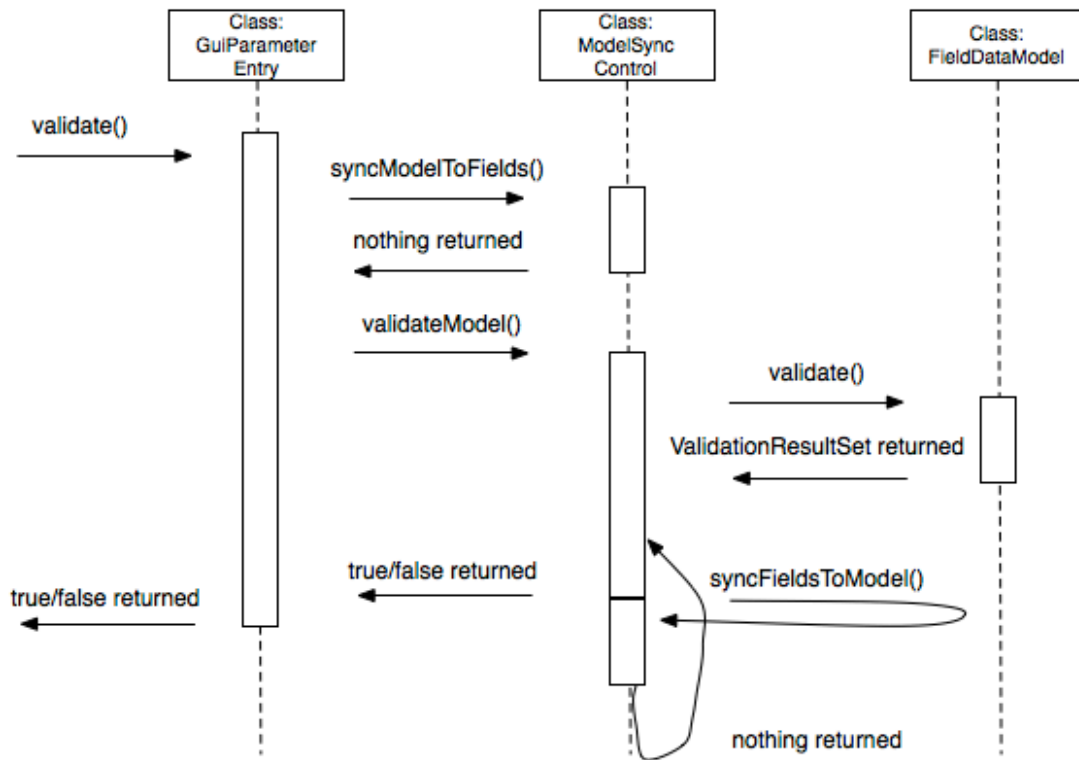 Class:
GuiParameter
Entry
Class:
ModelSync
Control
Class:
FieldDataModel
validate()
syncModelToFields()
nothing returned
validateModel()
validate()
ValidationResultSet returned
true/false returned
syncFieldsToModel()
true/false returned
nothing returned